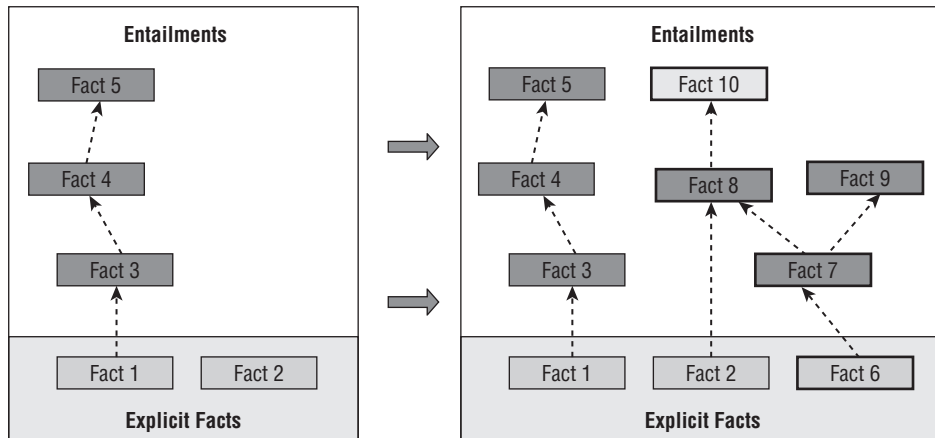 Entailments
Fact 5
Fact 4
Fact 3
Fact 1
Fact 2
Explicit Facts
Entailments
Fact 5
Fact 10
Fact 4
Fact 8
Fact 9
Fact 3
Fact 7
Fact 1
Fact 2
Fact 6
Explicit Facts